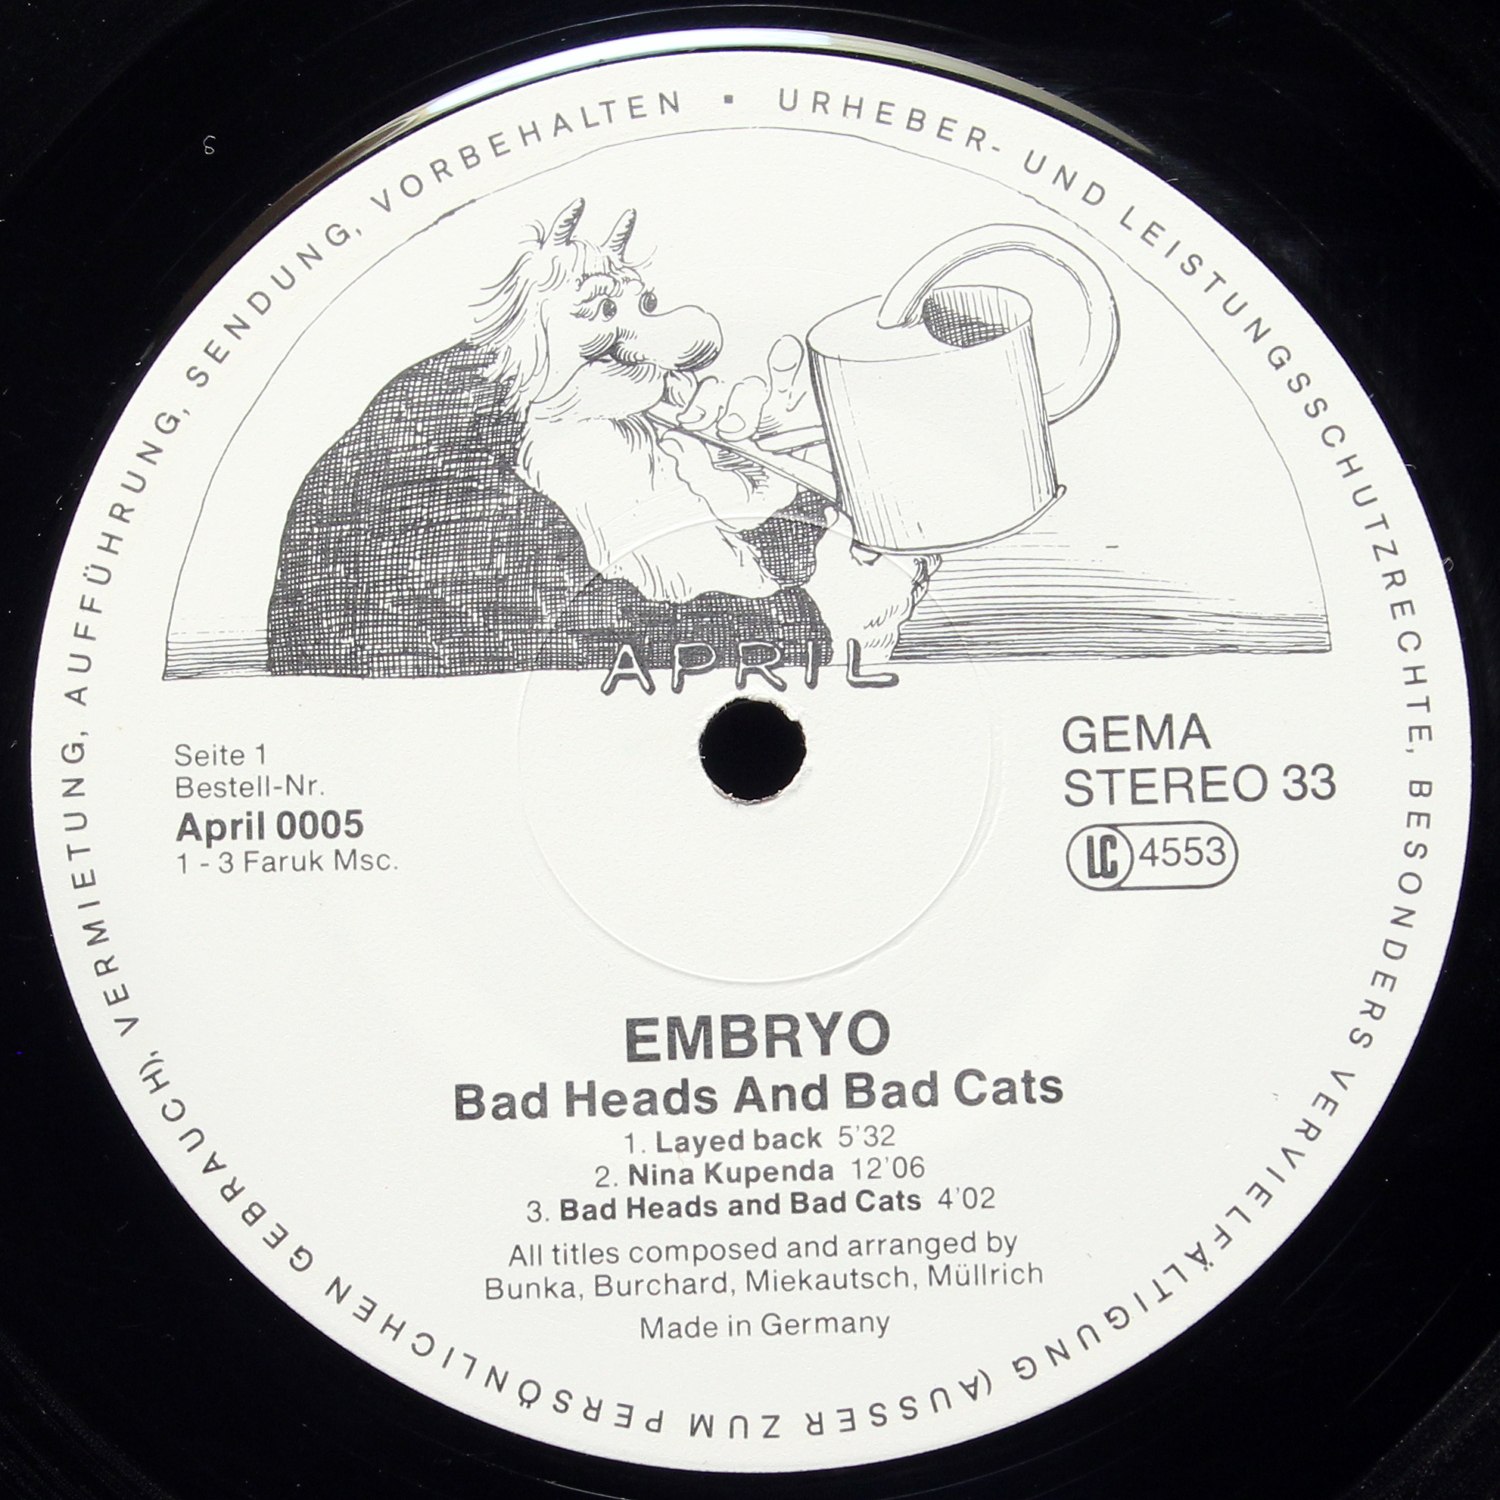 URHEBER- UND LEISTUNGSSCHUTZRECHTE, BESONDERS VERVIELFÄLTIGUNG (AUSSER ZUM PERSÖNLICHEN GEBRAUCH), VERMIETUNG, AUFFÜHRUNG, SENDUNG, VORBEHALTEN ▪
APRIL
Seite 1
Bestell-Nr.
April 0005
1 - 3 Faruk Msc.
GEMA
STEREO 33
LC 4553
EMBRYO
Bad Heads And Bad Cats
1. Layed back 5'32
2. Nina Kupenda 12'06
3. Bad Heads and Bad Cats 4'02
All titles composed and arranged by
Bunka, Burchard, Miekautsch, Müllrich
Made in Germany